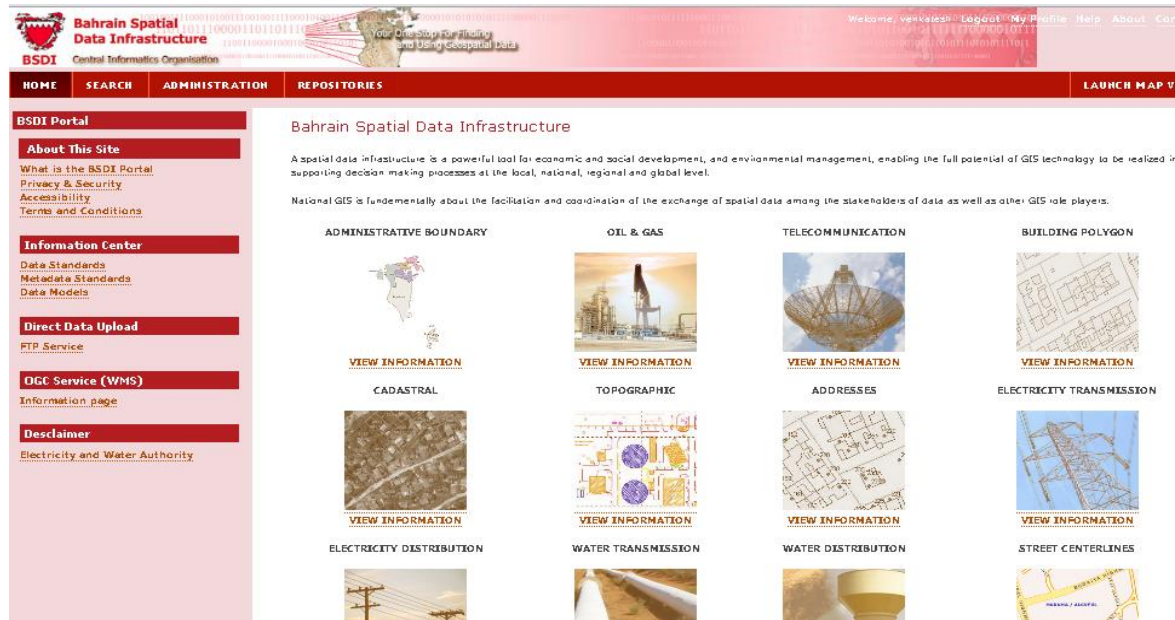 Bahrain Spatial
Data Infrastructure
BSDI
Central Informatics Organisation
Your One Stop For Finding
and Using Geospatial Data
Welcome, venkatesh Logout My Profile Help About Con
HOME SEARCH ADMINISTRATION REPOSITORIES LAUNCH MAP V
BSDI Portal
About This Site
What is the BSDI Portal
Privacy & Security
Accessibility
Terms and Conditions
Information Center
Data Standards
Metadata Standards
Data Models
Direct Data Upload
FTP Service
OGC Service (WMS)
Information page
Desclaimer
Electricity and Water Authority
Bahrain Spatial Data Infrastructure
A spatial data infrastructure is a powerful tool for economic and social development, and environmental management, enabling the full potential of GIS technology to be realized in
supporting decision making processes at the local, national, regional and global level.
National GIS is fundementally about the facilitation and coordination of the exchange of spatial data among the stakeholders of data as well as other GIS role players.
ADMINISTRATIVE BOUNDARY OIL & GAS TELECOMMUNICATION BUILDING POLYGON
VIEW INFORMATION VIEW INFORMATION VIEW INFORMATION VIEW INFORMATION
CADASTRAL TOPOGRAPHIC ADDRESSES ELECTRICITY TRANSMISSION
VIEW INFORMATION VIEW INFORMATION VIEW INFORMATION VIEW INFORMATION
ELECTRICITY DISTRIBUTION WATER TRANSMISSION WATER DISTRIBUTION STREET CENTERLINES